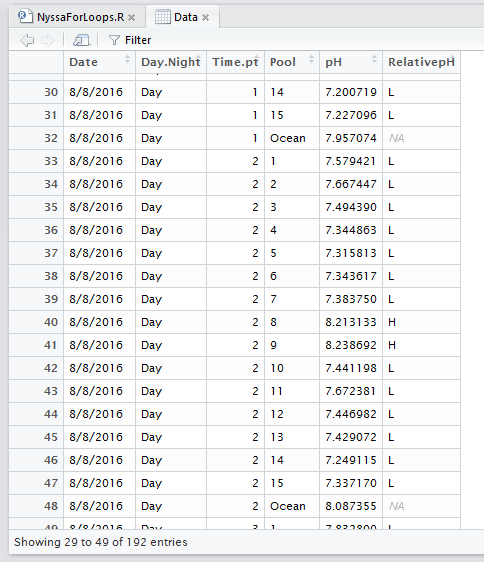 NyssaForLoops.R × Data ×
Filter
Date Day.Night Time.pt Pool pH RelativepH
30 8/8/2016 Day 1 14 7.200719 L
31 8/8/2016 Day 1 15 7.227096 L
32 8/8/2016 Day 1 Ocean 7.957074 NA
33 8/8/2016 Day 2 1 7.579421 L
34 8/8/2016 Day 2 2 7.667447 L
35 8/8/2016 Day 2 3 7.494390 L
36 8/8/2016 Day 2 4 7.344863 L
37 8/8/2016 Day 2 5 7.315813 L
38 8/8/2016 Day 2 6 7.343617 L
39 8/8/2016 Day 2 7 7.383750 L
40 8/8/2016 Day 2 8 8.213133 H
41 8/8/2016 Day 2 9 8.238692 H
42 8/8/2016 Day 2 10 7.441198 L
43 8/8/2016 Day 2 11 7.672381 L
44 8/8/2016 Day 2 12 7.446982 L
45 8/8/2016 Day 2 13 7.429072 L
46 8/8/2016 Day 2 14 7.249115 L
47 8/8/2016 Day 2 15 7.337170 L
48 8/8/2016 Day 2 Ocean 8.087355 NA
49 8/8/2016 Day 3 1 L
Showing 29 to 49 of 192 entries